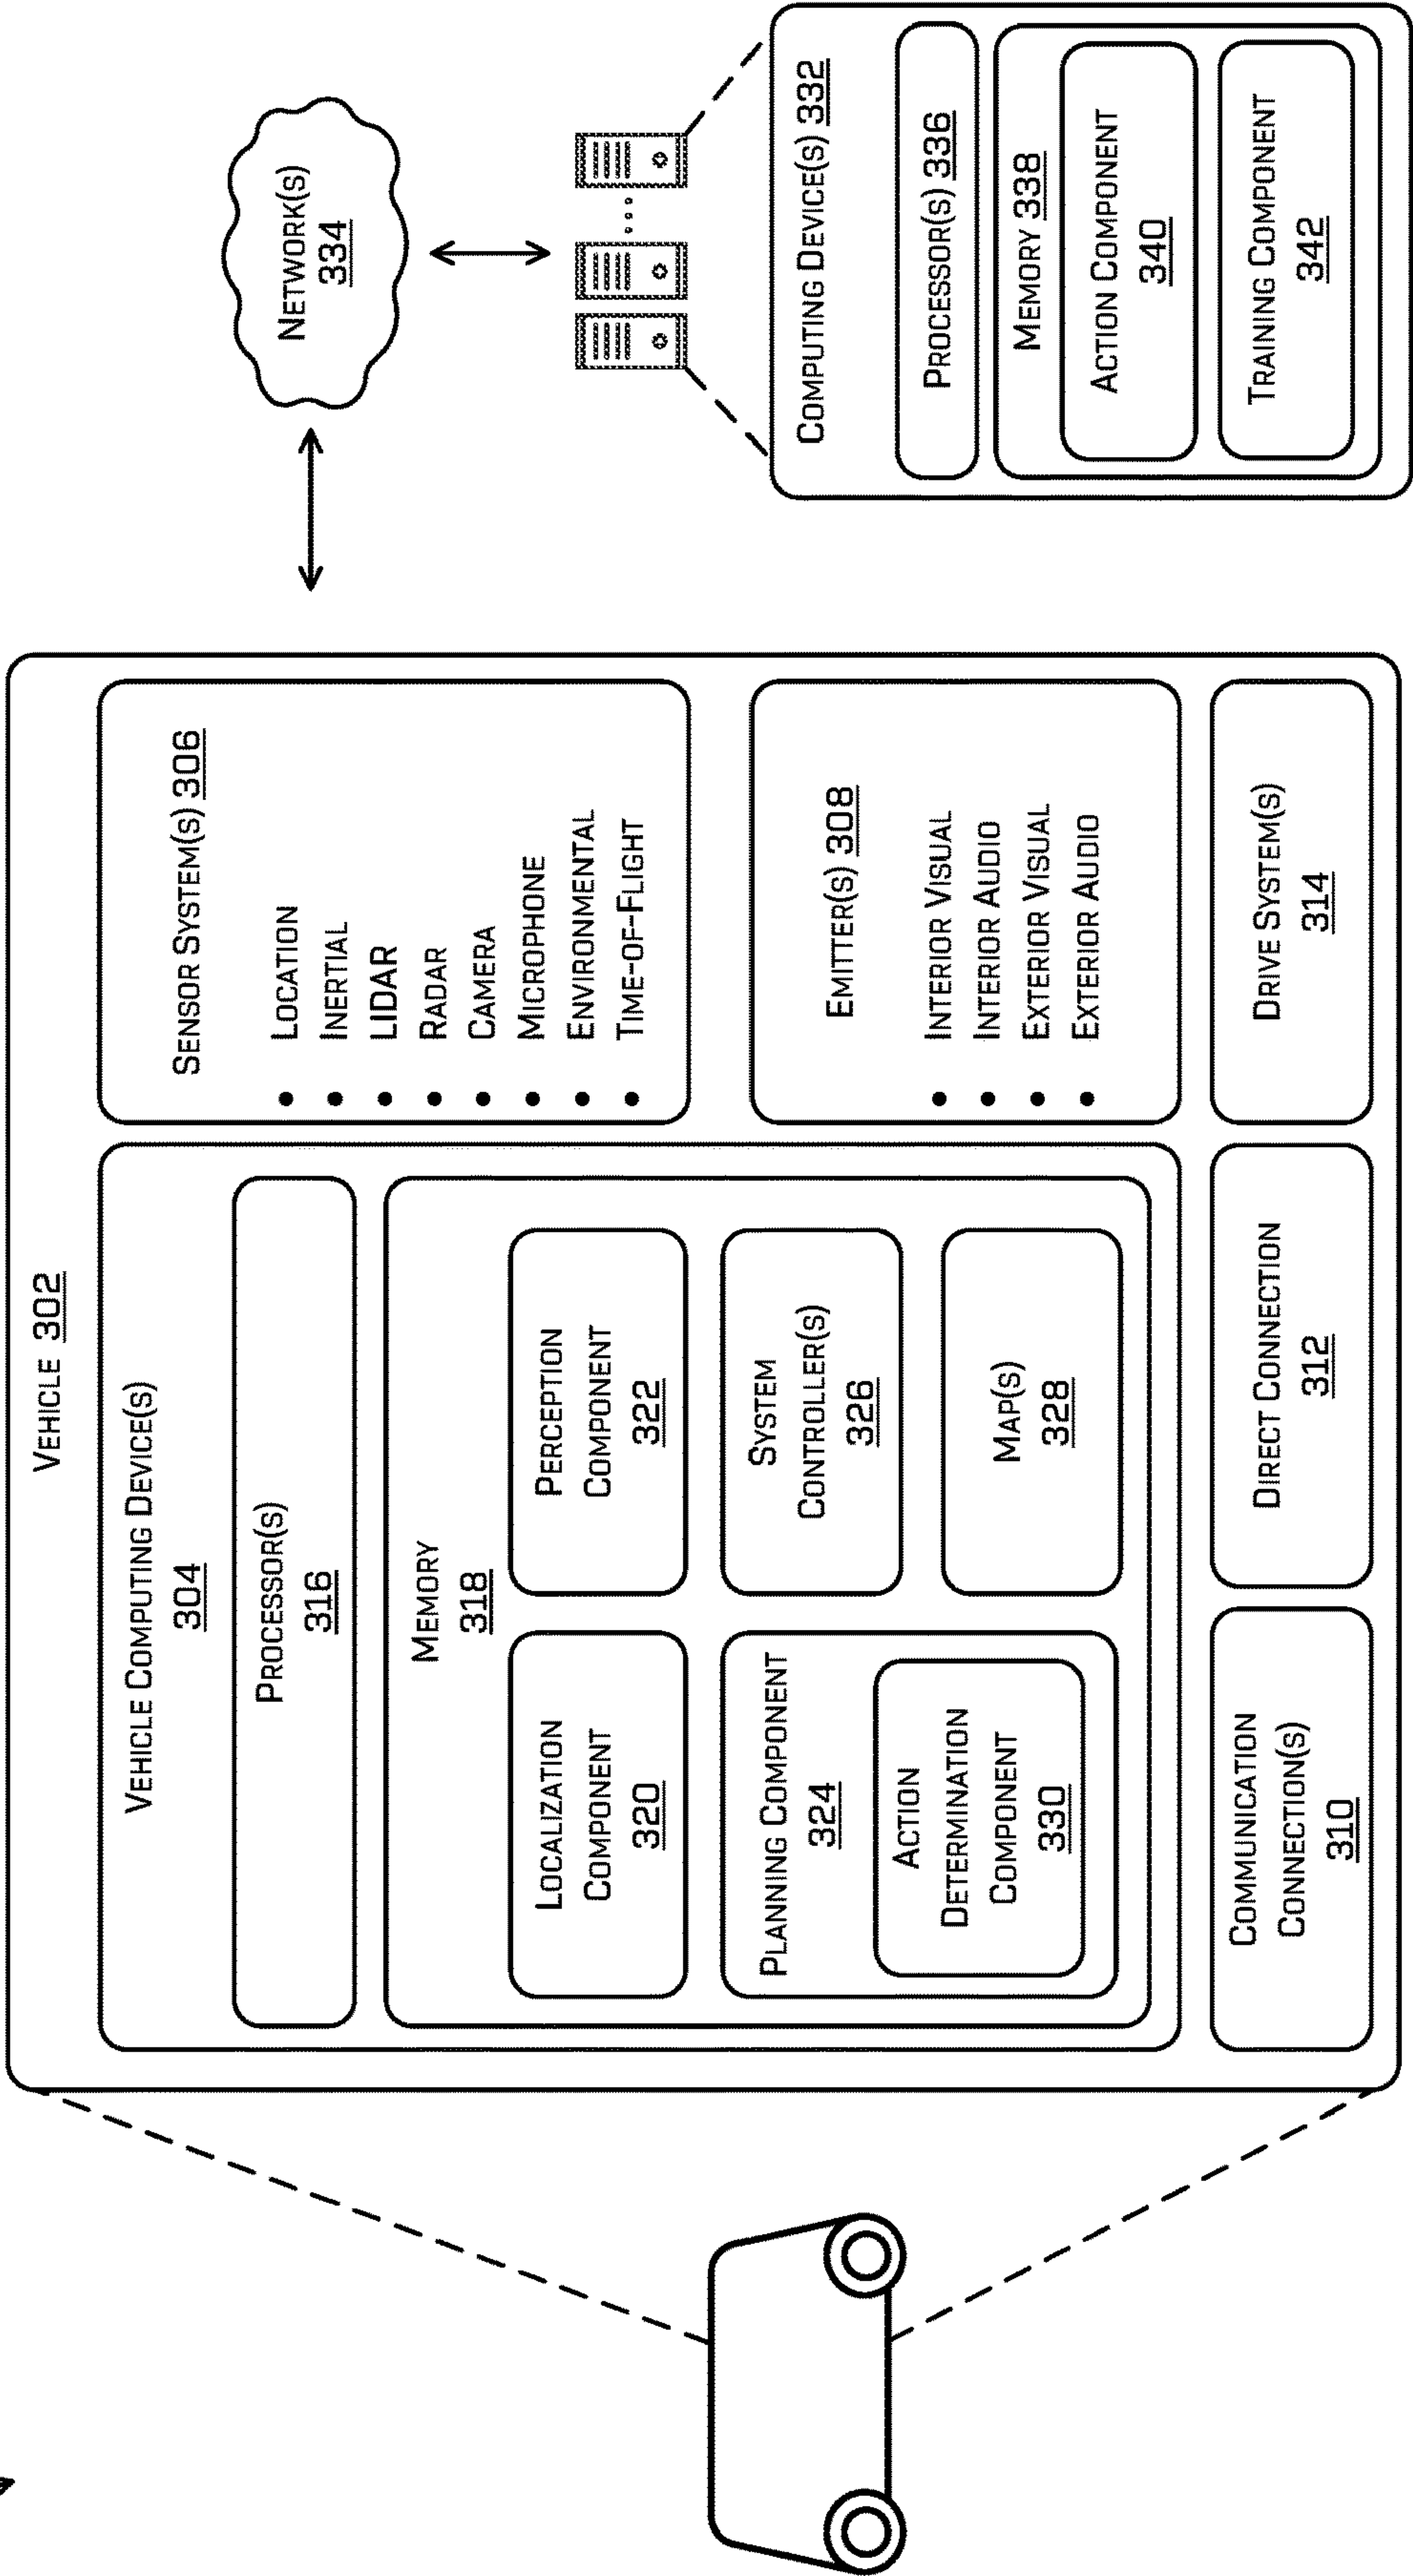 VEHICLE 302
VEHICLE COMPUTING DEVICE(S)
304
PROCESSOR(S)
316
MEMORY
318
LOCALIZATION
COMPONENT
320
PERCEPTION
COMPONENT
322
PLANNING COMPONENT
324
ACTION
DETERMINATION
COMPONENT
330
SYSTEM
CONTROLLER(S)
326
MAP(S)
328
SENSOR SYSTEM(S) 306
• LOCATION
• INERTIAL
• LIDAR
• RADAR
• CAMERA
• MICROPHONE
• ENVIRONMENTAL
• TIME-OF-FLIGHT
EMITTER(S) 308
• INTERIOR VISUAL
• INTERIOR AUDIO
• EXTERIOR VISUAL
• EXTERIOR AUDIO
COMMUNICATION
CONNECTION(S)
310
DIRECT CONNECTION
312
DRIVE SYSTEM(S)
314
NETWORK(S)
334
COMPUTING DEVICE(S) 332
PROCESSOR(S) 336
MEMORY 338
ACTION COMPONENT
340
TRAINING COMPONENT
342